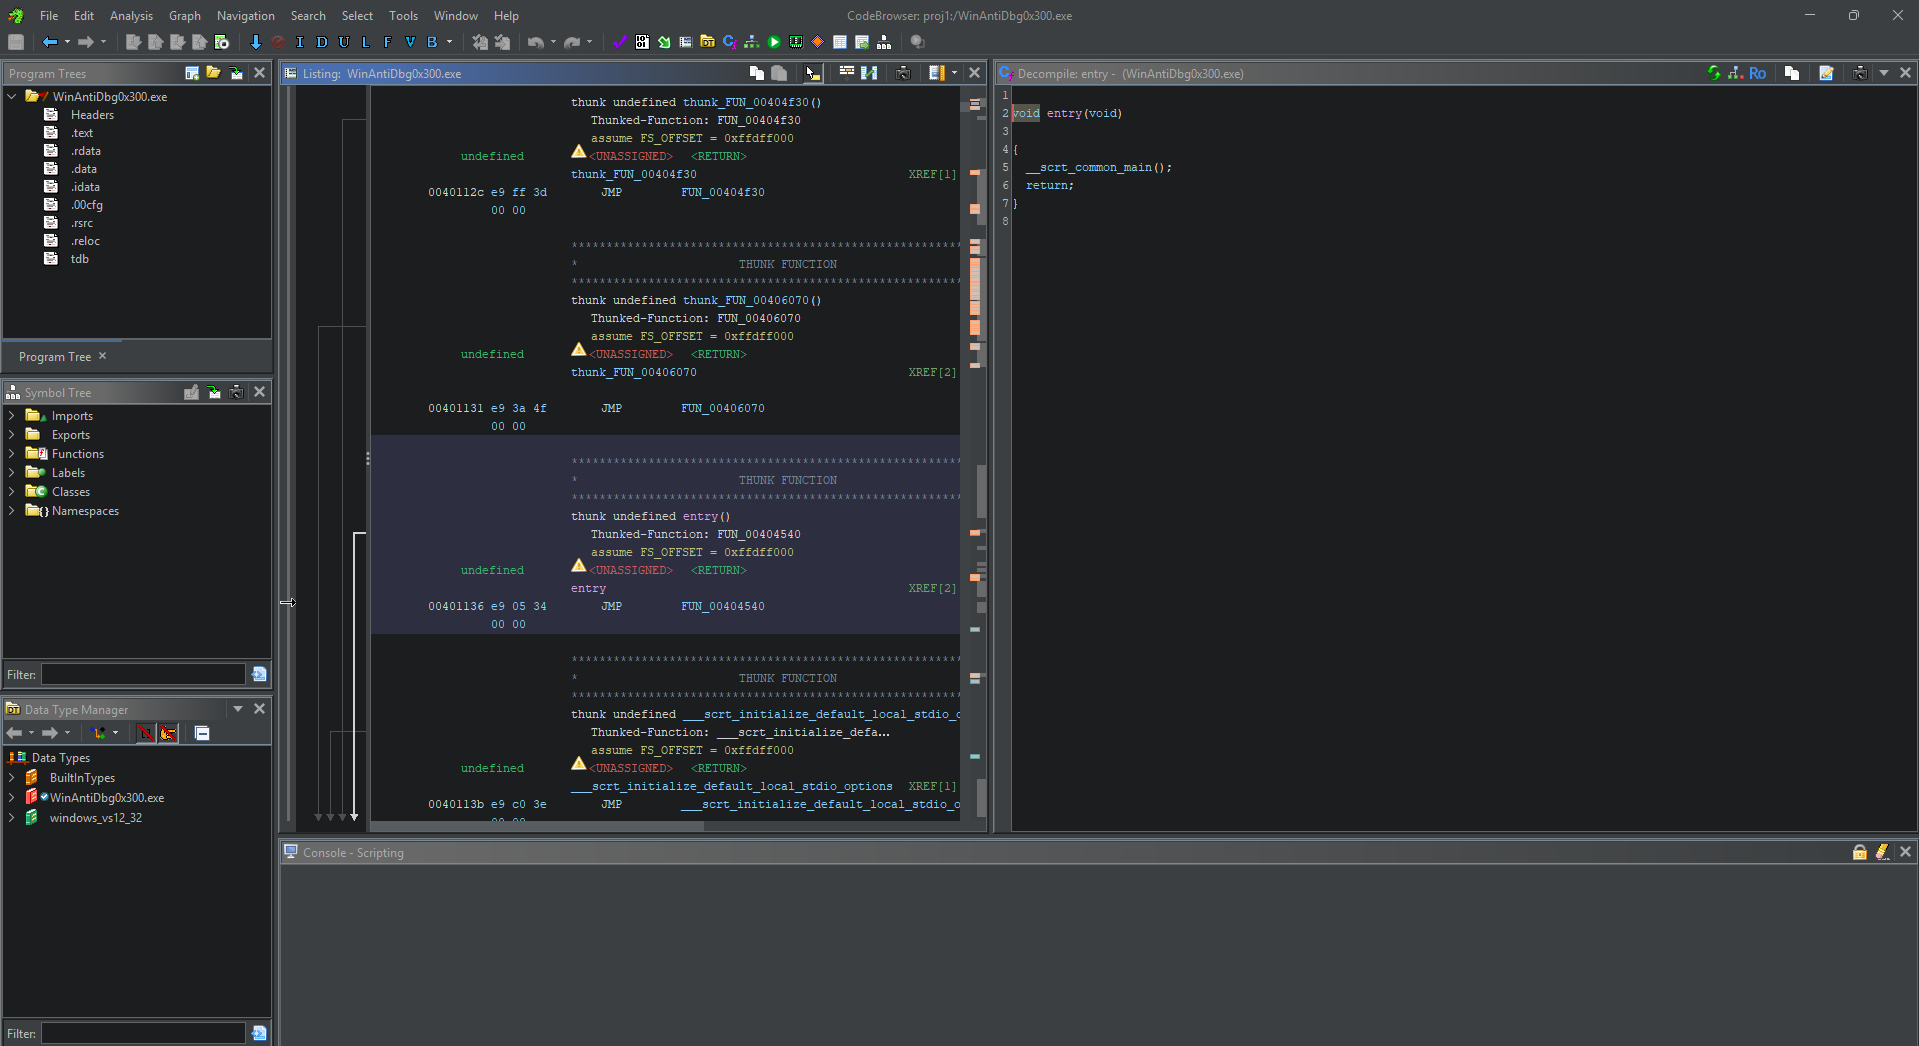 File Edit Analysis Graph Navigation Search Select Tools Window Help
CodeBrowser: proj1:/WinAntiDbg0x300.exe
I D U L F V B
Program Trees
WinAntiDbg0x300.exe
Headers
.text
.rdata
.data
.idata
.00cfg
.rsrc
.reloc
tdb
Program Tree
Symbol Tree
Imports
Exports
Functions
Labels
Classes
Namespaces
Filter:
Data Type Manager
Data Types
BuiltInTypes
WinAntiDbg0x300.exe
windows_vs12_32
Filter:
Listing: WinAntiDbg0x300.exe
thunk undefined thunk_FUN_00404f30()
Thunked-Function: FUN_00404f30
assume FS_OFFSET = 0xffdff000
undefined <UNASSIGNED> <RETURN>
thunk_FUN_00404f30 XREF[1]
0040112c e9 ff 3d JMP FUN_00404f30
00 00
********************************************************
* THUNK FUNCTION
********************************************************
thunk undefined thunk_FUN_00406070()
Thunked-Function: FUN_00406070
assume FS_OFFSET = 0xffdff000
undefined <UNASSIGNED> <RETURN>
thunk_FUN_00406070 XREF[2]
00401131 e9 3a 4f JMP FUN_00406070
00 00
********************************************************
* THUNK FUNCTION
********************************************************
thunk undefined entry()
Thunked-Function: FUN_00404540
assume FS_OFFSET = 0xffdff000
undefined <UNASSIGNED> <RETURN>
entry XREF[2]
00401136 e9 05 34 JMP FUN_00404540
00 00
********************************************************
* THUNK FUNCTION
********************************************************
thunk undefined ___scrt_initialize_default_local_stdio_o
Thunked-Function: ___scrt_initialize_defa...
assume FS_OFFSET = 0xffdff000
undefined <UNASSIGNED> <RETURN>
___scrt_initialize_default_local_stdio_options XREF[1]
0040113b e9 c0 3e JMP ___scrt_initialize_default_local_stdio_o
00 00
Decompile: entry - (WinAntiDbg0x300.exe)
Ro
1
2 void entry(void)
3
4 {
5 __scrt_common_main();
6 return;
7 }
8
Console - Scripting